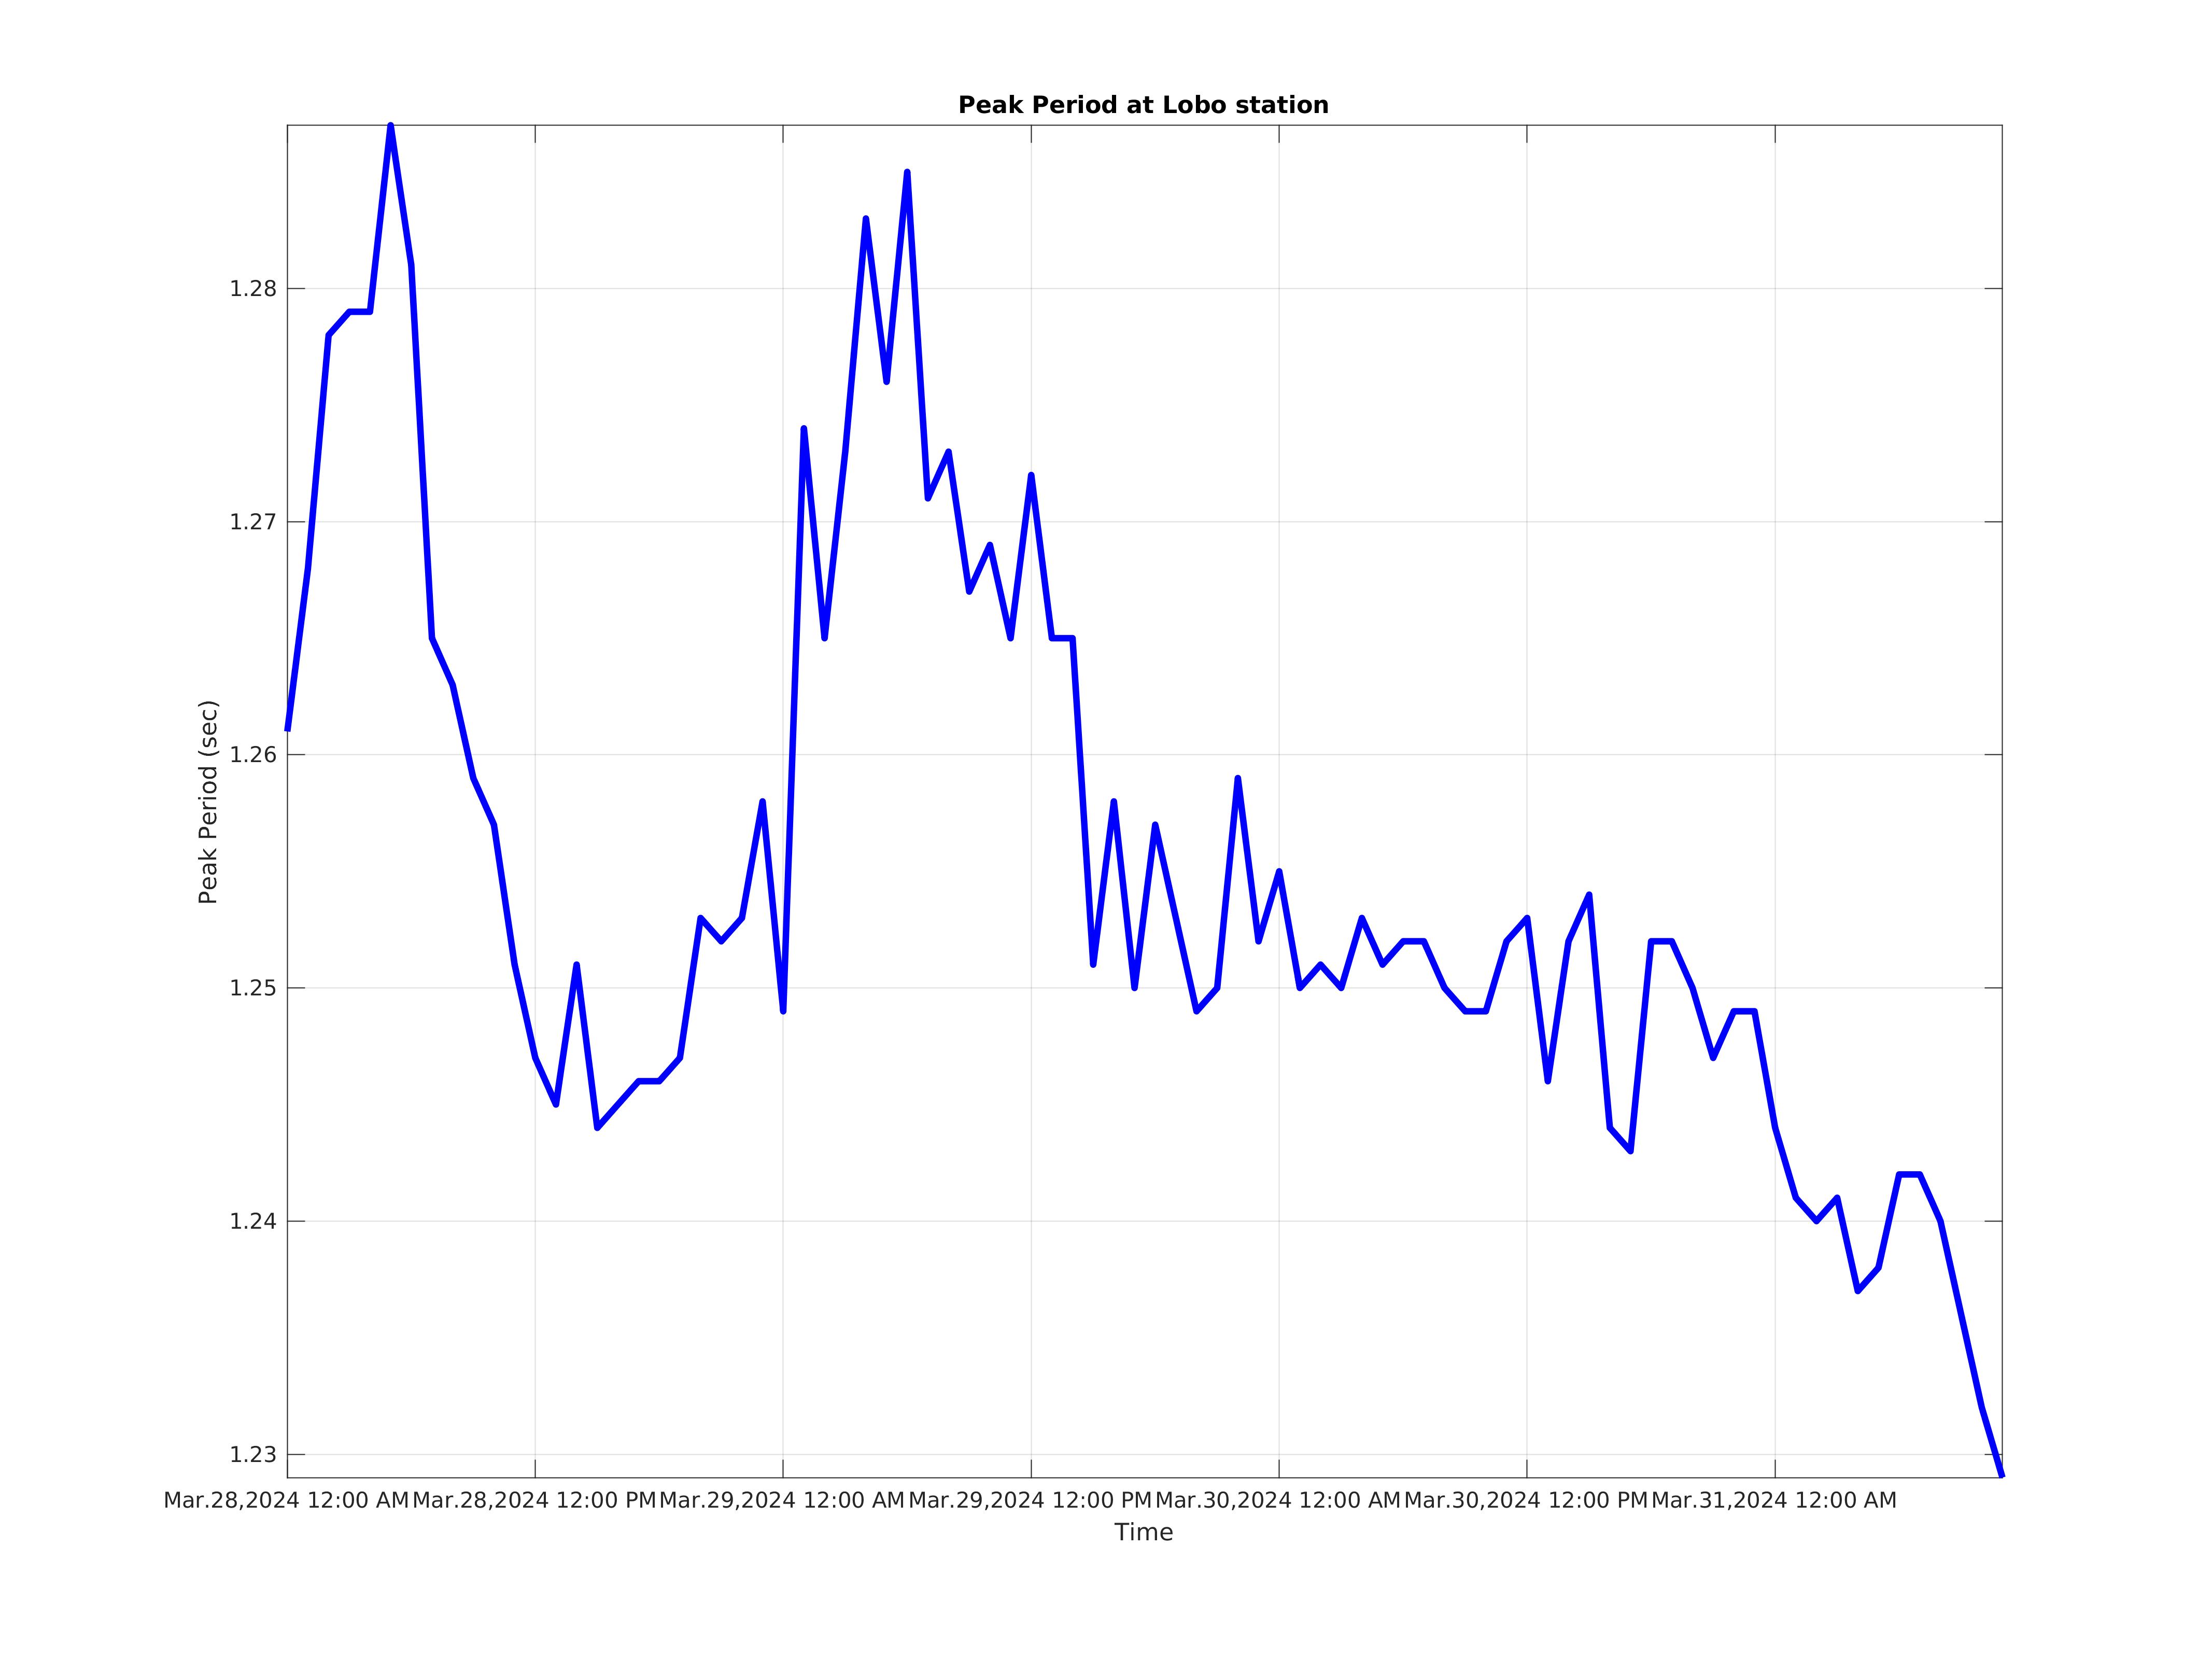 Peak Period at Lobo station
1.28
1.27
1.26
1.25
1.24
1.23
Peak Period (sec)
Mar.28,2024 12:00 AM Mar.28,2024 12:00 PM Mar.29,2024 12:00 AM Mar.29,2024 12:00 PM Mar.30,2024 12:00 AM Mar.30,2024 12:00 PM Mar.31,2024 12:00 AM
Time